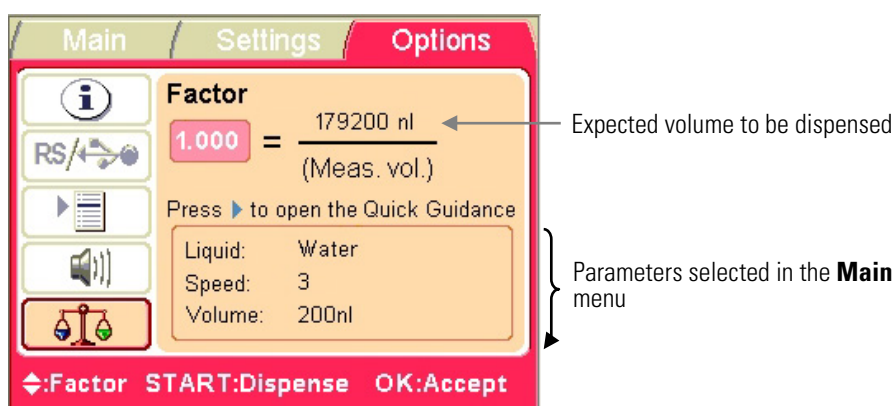 Main
Settings
Options
Factor
1.000 = 179200 nl
(Meas. vol.)
Expected volume to be dispensed
RS/
Press to open the Quick Guidance
Liquid: Water
Speed: 3
Volume: 200nl
Parameters selected in the Main
menu
:Factor START:Dispense OK:Accept